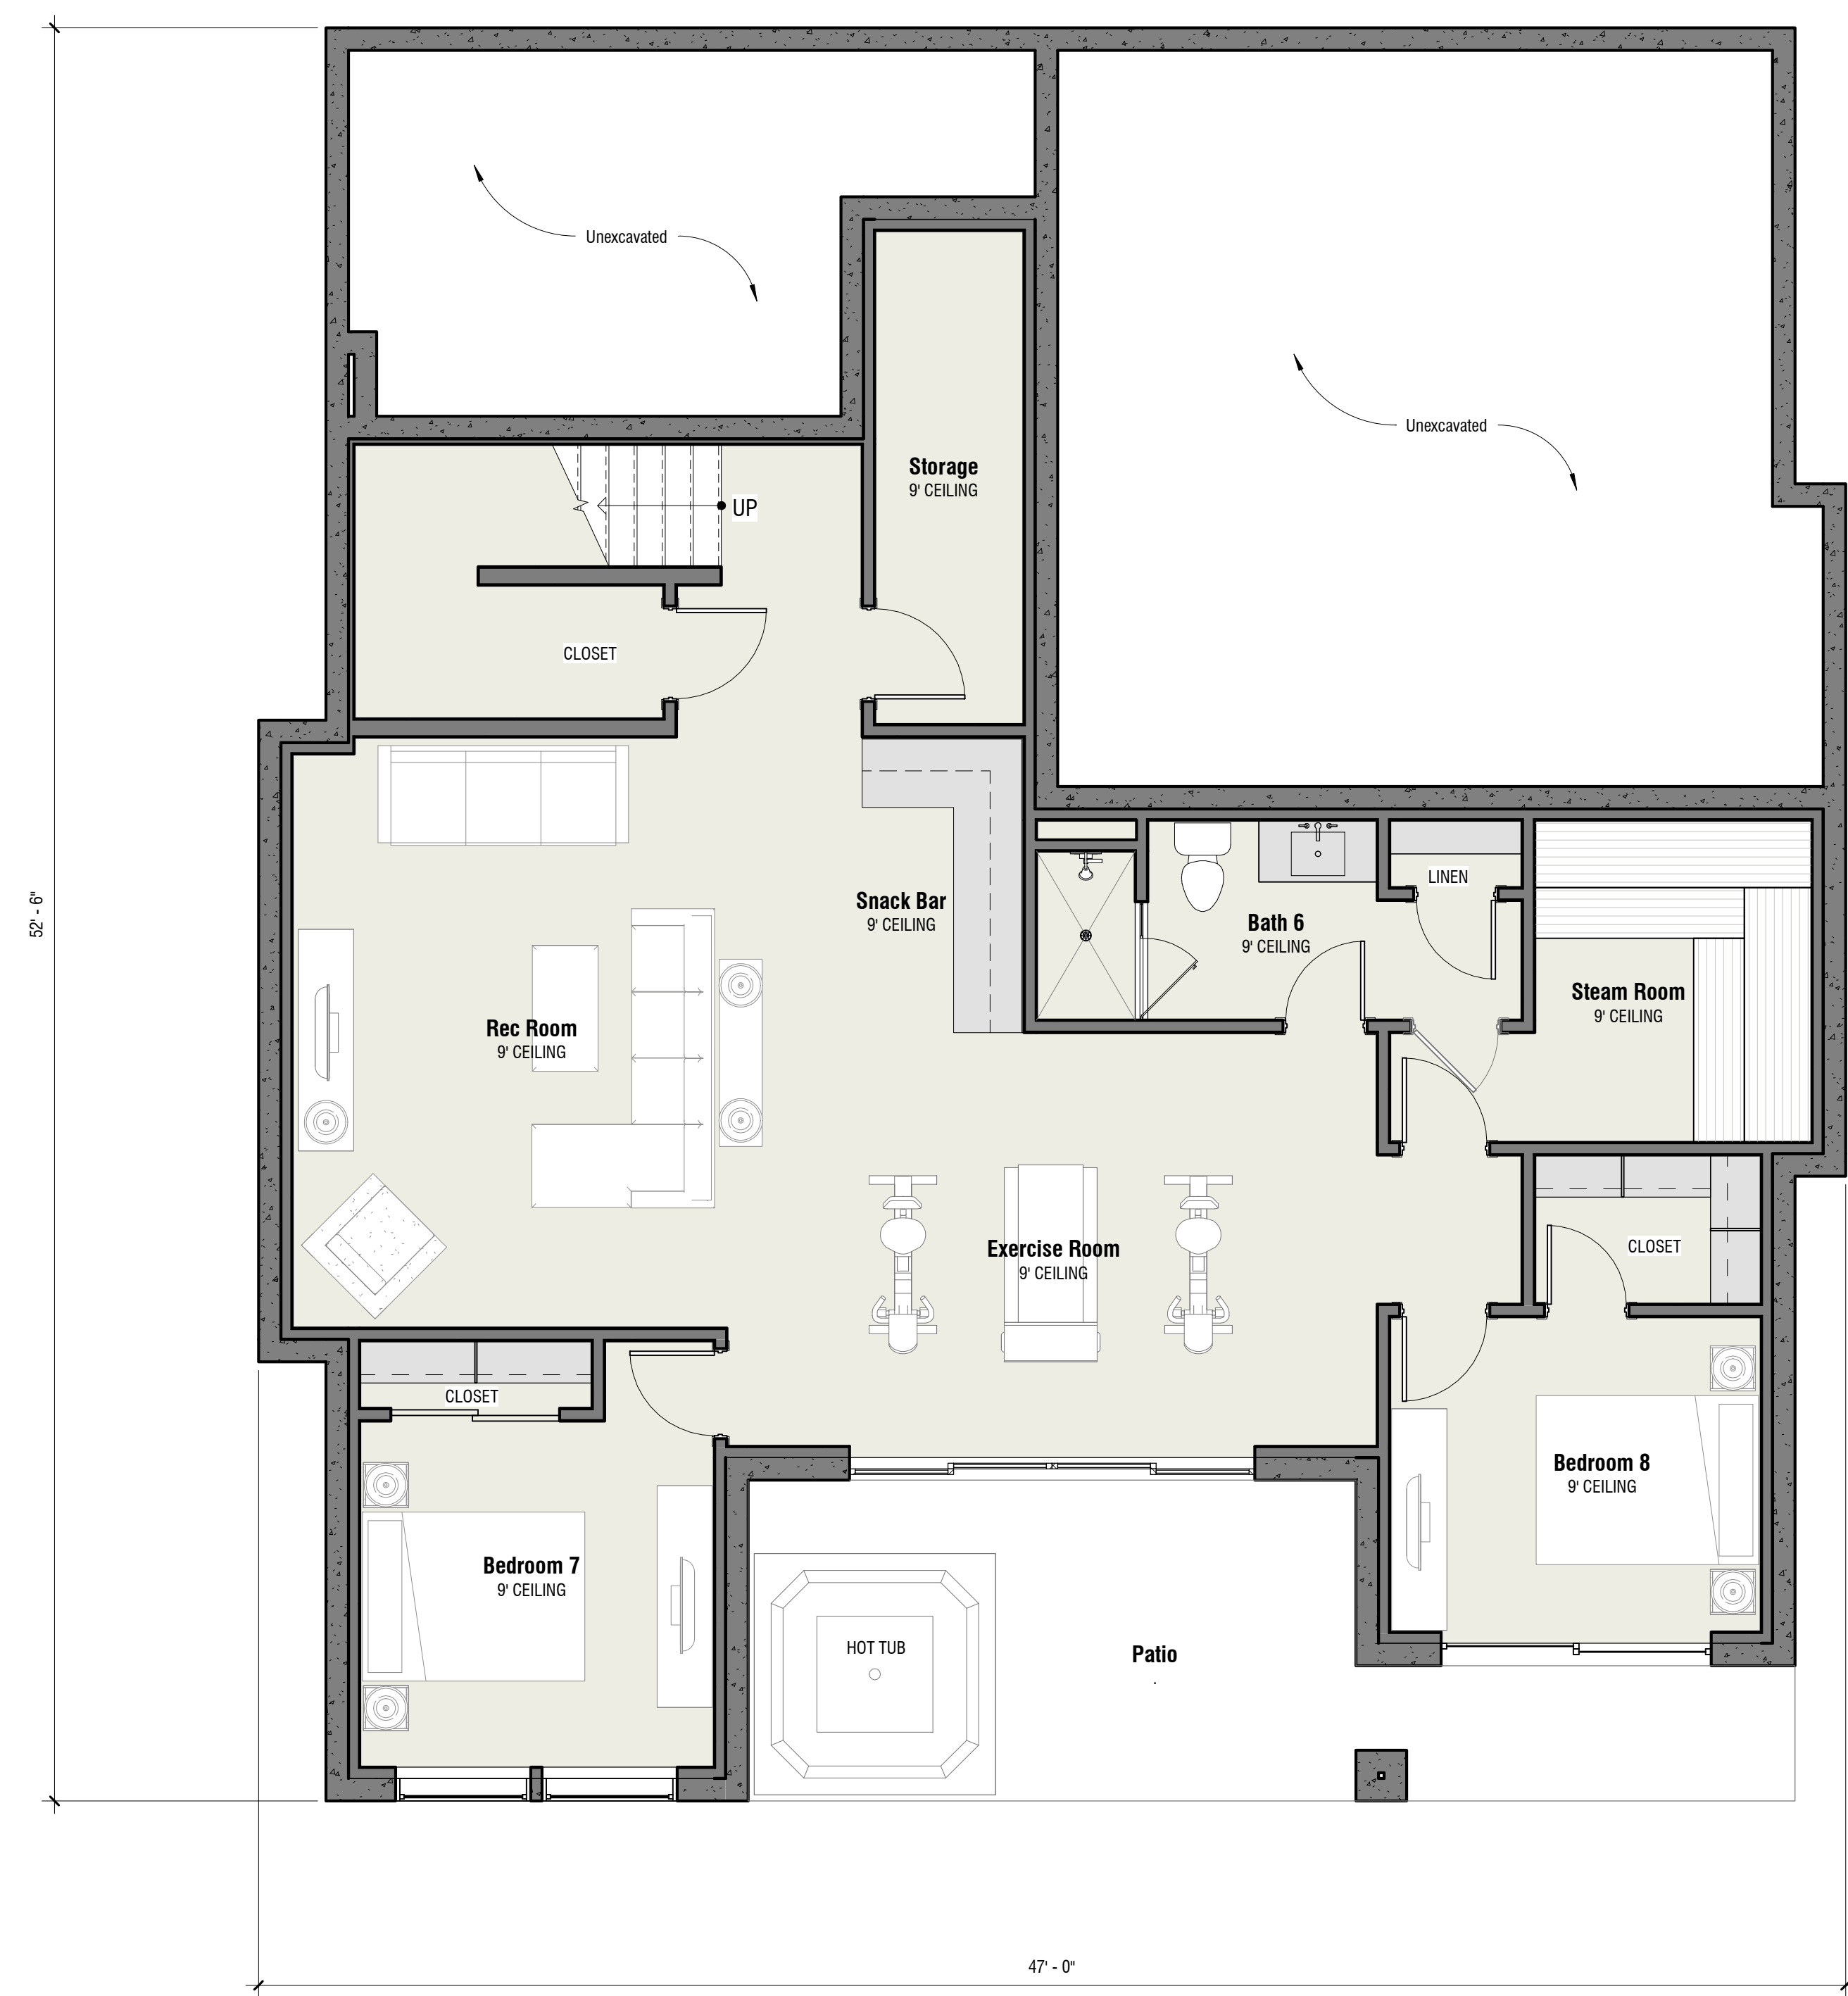 Unexcavated
Unexcavated
Storage
9' CEILING
UP
CLOSET
52' - 6"
LINEN
Snack Bar
9' CEILING
Bath 6
9' CEILING
Steam Room
9' CEILING
Rec Room
9' CEILING
Exercise Room
9' CEILING
CLOSET
CLOSET
Bedroom 8
9' CEILING
Bedroom 7
9' CEILING
HOT TUB
Patio
47' - 0"